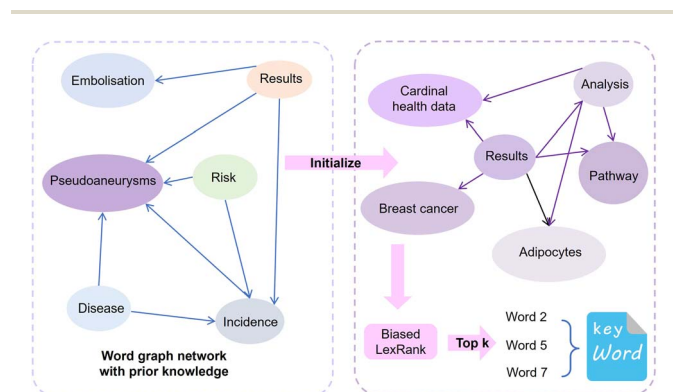 Embolisation
Results
Pseudoaneurysms
Risk
Disease
Incidence
Word graph network
with prior knowledge
Initialize
Cardinal
health data
Analysis
Results
Pathway
Breast cancer
Adipocytes
Biased
LexRank
Top k
Word 2
Word 5
Word 7
key
Word